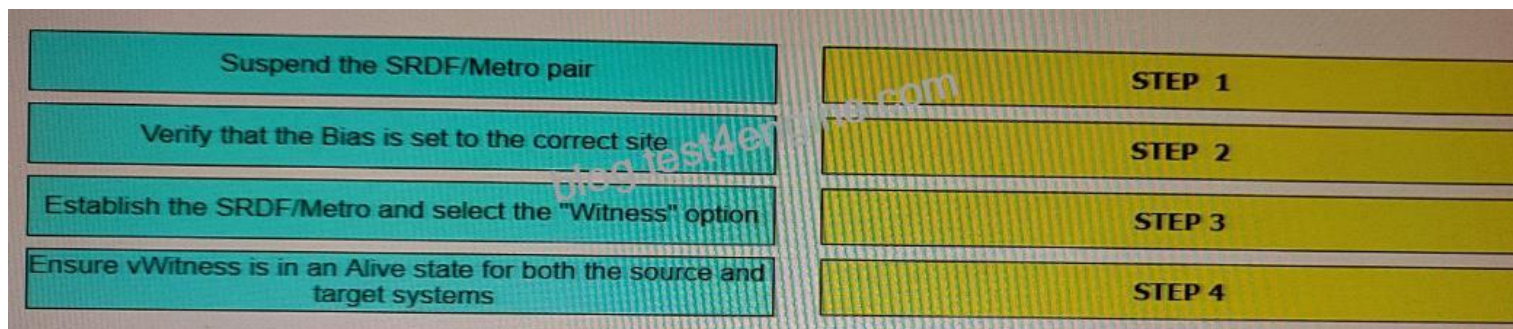 Suspend the SRDF/Metro pair
STEP 1
Verify that the Bias is set to the correct site
STEP 2
Establish the SRDF/Metro and select the "Witness" option
STEP 3
Ensure vWitness is in an Alive state for both the source and
target systems
STEP 4